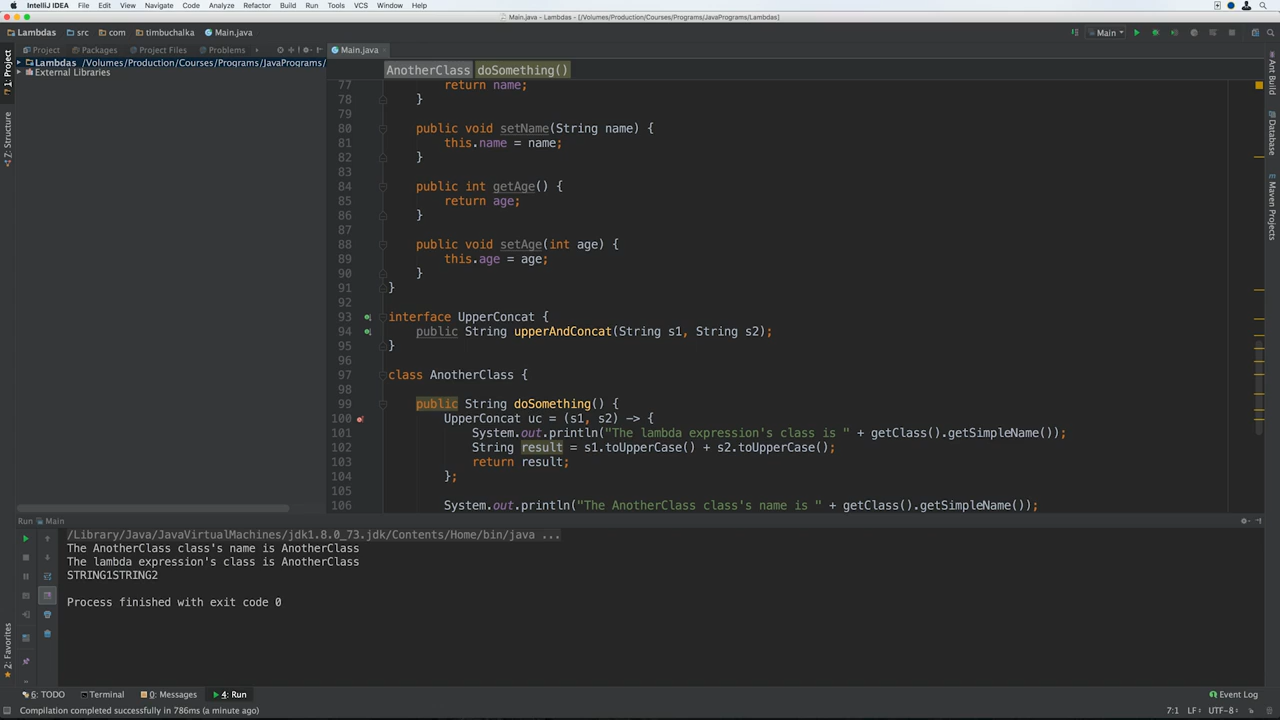 IntelliJ IDEA File Edit View Navigate Code Analyze Refactor Build Run Tools VCS Window Help
Main.java - Lambdas - [/Volumes/Production/Courses/Programs/JavaPrograms/Lambdas]
Lambdas src com timbuchalka Main.java Main
Project Packages Project Files Problems Main.java
Lambdas /Volumes/Production/Courses/Programs/JavaPrograms/
External Libraries
1: Project
Z: Structure
2: Favorites
Ant Build
Database
Maven Projects
AnotherClass doSomething()
77 return name;
78 }
79
80 public void setName(String name) {
81 this.name = name;
82 }
83
84 public int getAge() {
85 return age;
86 }
87
88 public void setAge(int age) {
89 this.age = age;
90 }
91 }
92
93 interface UpperConcat {
94 public String upperAndConcat(String s1, String s2);
95 }
96
97 class AnotherClass {
98
99 public String doSomething() {
100 UpperConcat uc = (s1, s2) -> {
101 System.out.println("The lambda expression's class is " + getClass().getSimpleName());
102 String result = s1.toUpperCase() + s2.toUpperCase();
103 return result;
104 };
105
106 System.out.println("The AnotherClass class's name is " + getClass().getSimpleName());
Run Main
/Library/Java/JavaVirtualMachines/jdk1.8.0_73.jdk/Contents/Home/bin/java ...
The AnotherClass class's name is AnotherClass
The lambda expression's class is AnotherClass
STRING1STRING2
Process finished with exit code 0
6: TODO Terminal 0: Messages 4: Run Event Log
Compilation completed successfully in 786ms (a minute ago) 7:1 LF÷ UTF-8÷